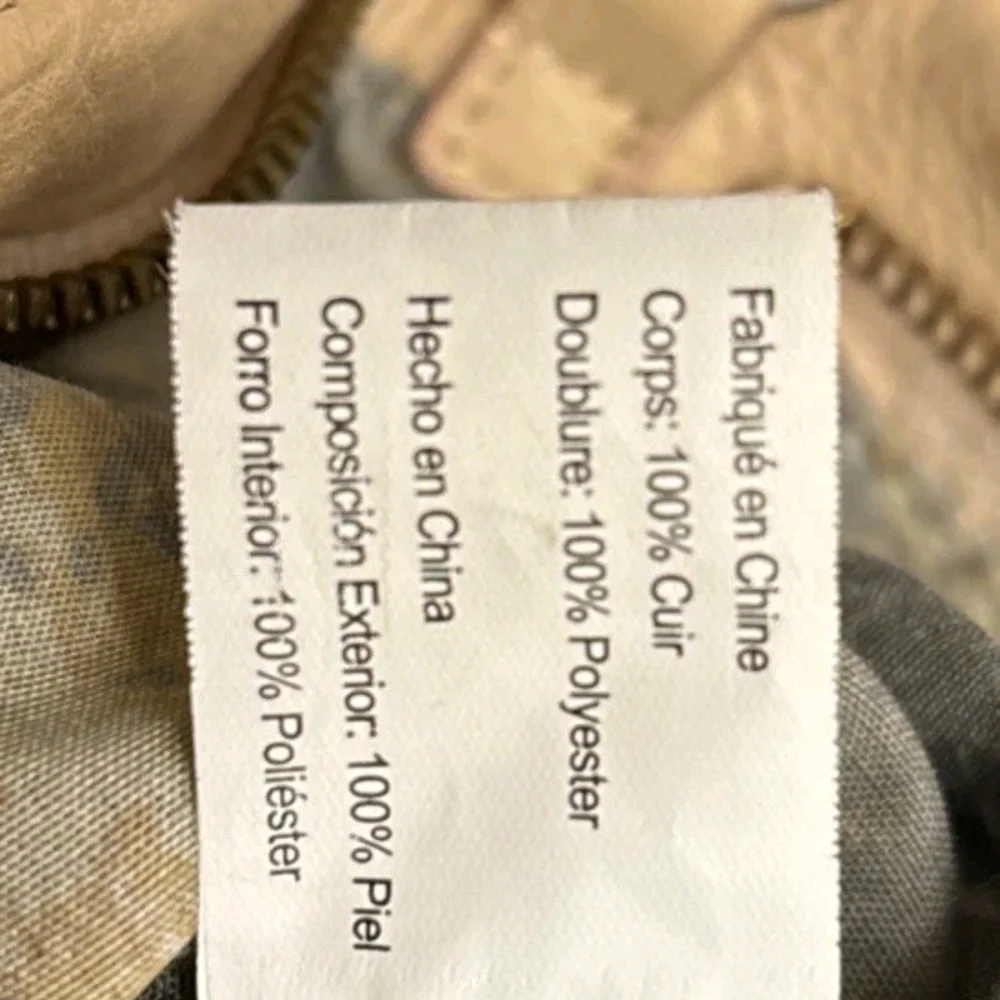 Fabriqué en Chine
Corps: 100% Cuir
Doublure: 100% Polyester
Hecho en China
Composición Exterior: 100% Piel
Forro Interior: 100% Poliéster